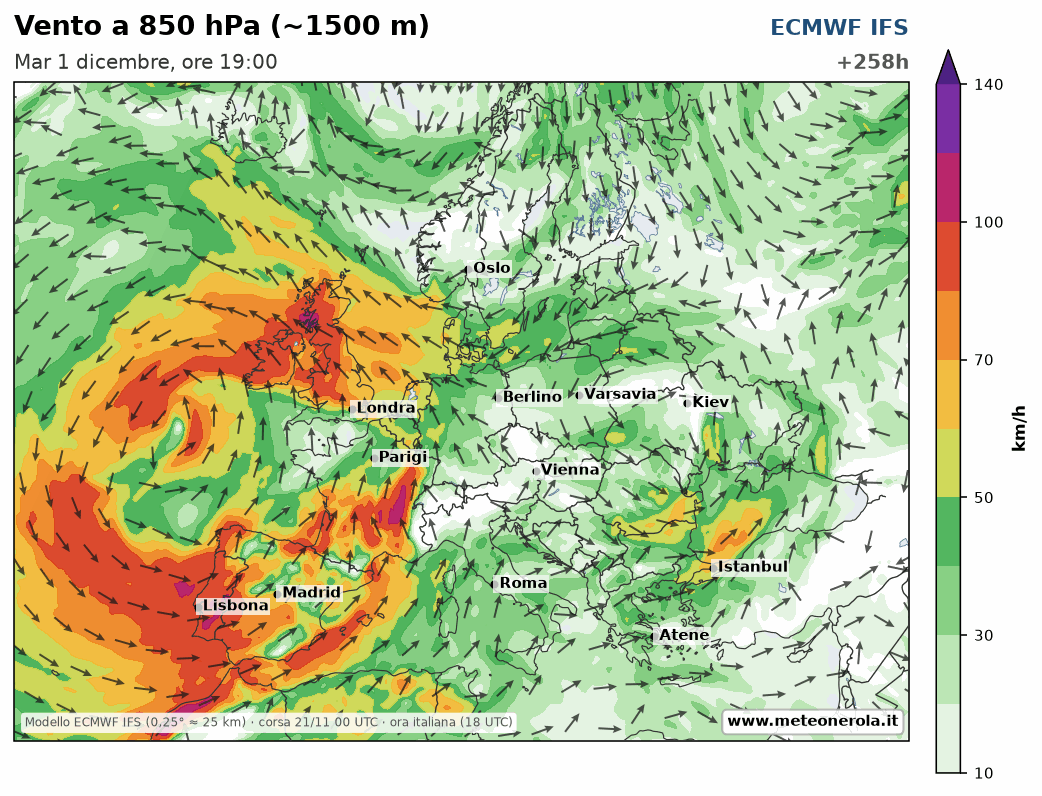 Vento a 850 hPa (~1500 m)
ECMWF IFS
Mar 1 dicembre, ore 19:00
+258h
140
100
70
50
30
10
km/h
Oslo
Berlino
Varsavia
Kiev
Londra
Parigi
Vienna
Istanbul
Roma
Madrid
Lisbona
Atene
Modello ECMWF IFS (0,25° ≈ 25 km) · corsa 21/11 00 UTC · ora italiana (18 UTC)
www.meteonerola.it